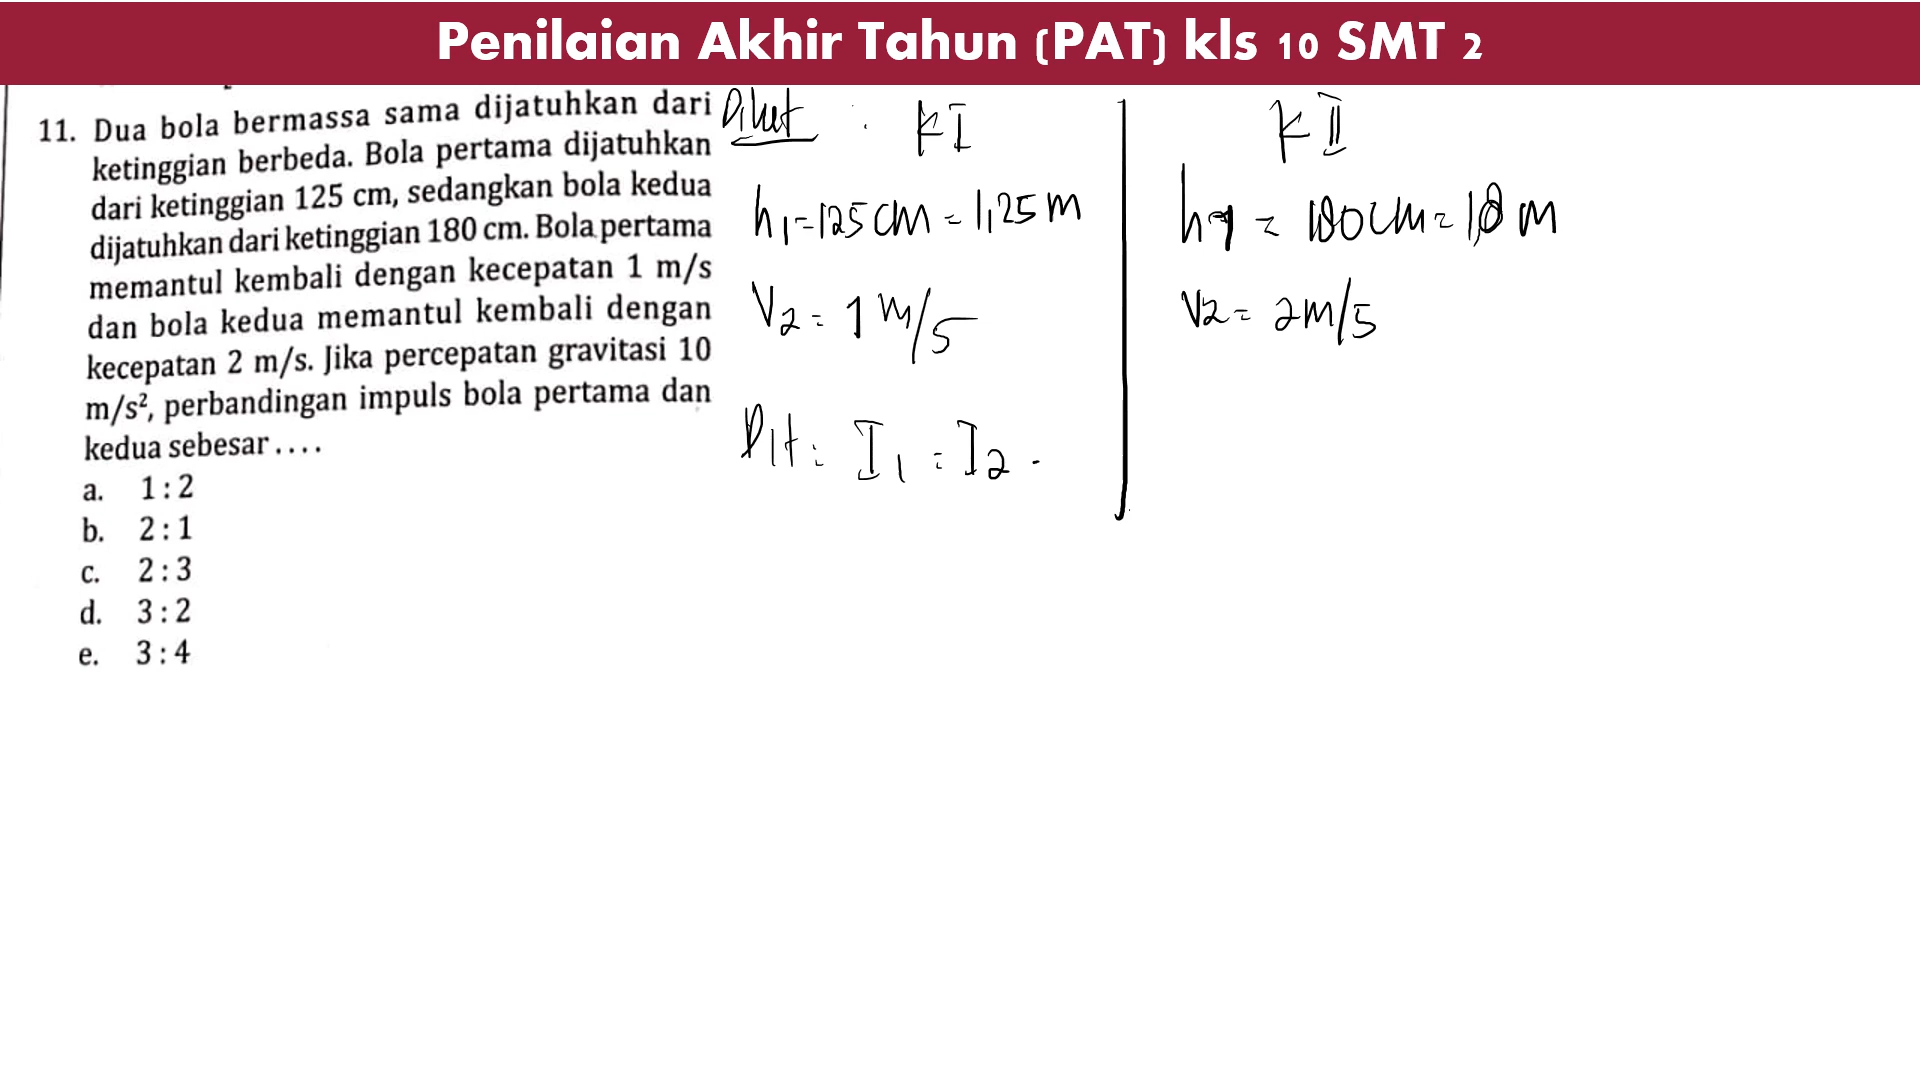 Penilaian Akhir Tahun (PAT) kls 10 SMT 2
11. Dua bola bermassa sama dijatuhkan dari
ketinggian berbeda. Bola pertama dijatuhkan
dari ketinggian 125 cm, sedangkan bola kedua
dijatuhkan dari ketinggian 180 cm. Bola pertama
memantul kembali dengan kecepatan 1 m/s
dan bola kedua memantul kembali dengan
kecepatan 2 m/s. Jika percepatan gravitasi 10
m/s², perbandingan impuls bola pertama dan
kedua sebesar ....
a. 1 : 2
b. 2 : 1
c. 2 : 3
d. 3 : 2
e. 3 : 4
Diket : KI
h1 = 125 cm = 1,25 m
V2 = 1 m/s
Dit : I1 : I2 .
K II
h1 = 180 cm = 1,8 m
V2 = 2 m/s